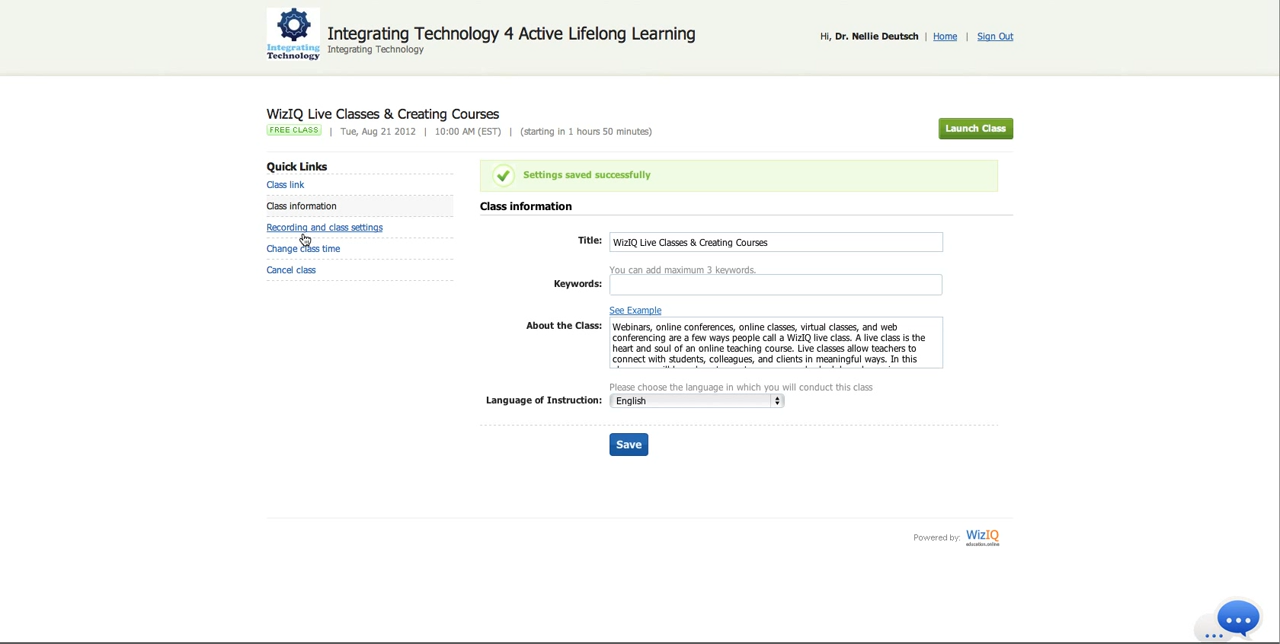 Integrating
Technology
Integrating Technology 4 Active Lifelong Learning
Integrating Technology
Hi, Dr. Nellie Deutsch | Home | Sign Out
WizIQ Live Classes & Creating Courses
FREE CLASS | Tue, Aug 21 2012 | 10:00 AM (EST) | (starting in 1 hours 50 minutes)
Launch Class
Quick Links
Class link
Class information
Recording and class settings
Change class time
Cancel class
Settings saved successfully
Class information
Title: WizIQ Live Classes & Creating Courses
You can add maximum 3 keywords.
Keywords:
See Example
About the Class: Webinars, online conferences, online classes, virtual classes, and web
conferencing are a few ways people call a WizIQ live class. A live class is the
heart and soul of an online teaching course. Live classes allow teachers to
connect with students, colleagues, and clients in meaningful ways. In this
Please choose the language in which you will conduct this class
Language of Instruction: English
Save
Powered by: WizIQ
education.online